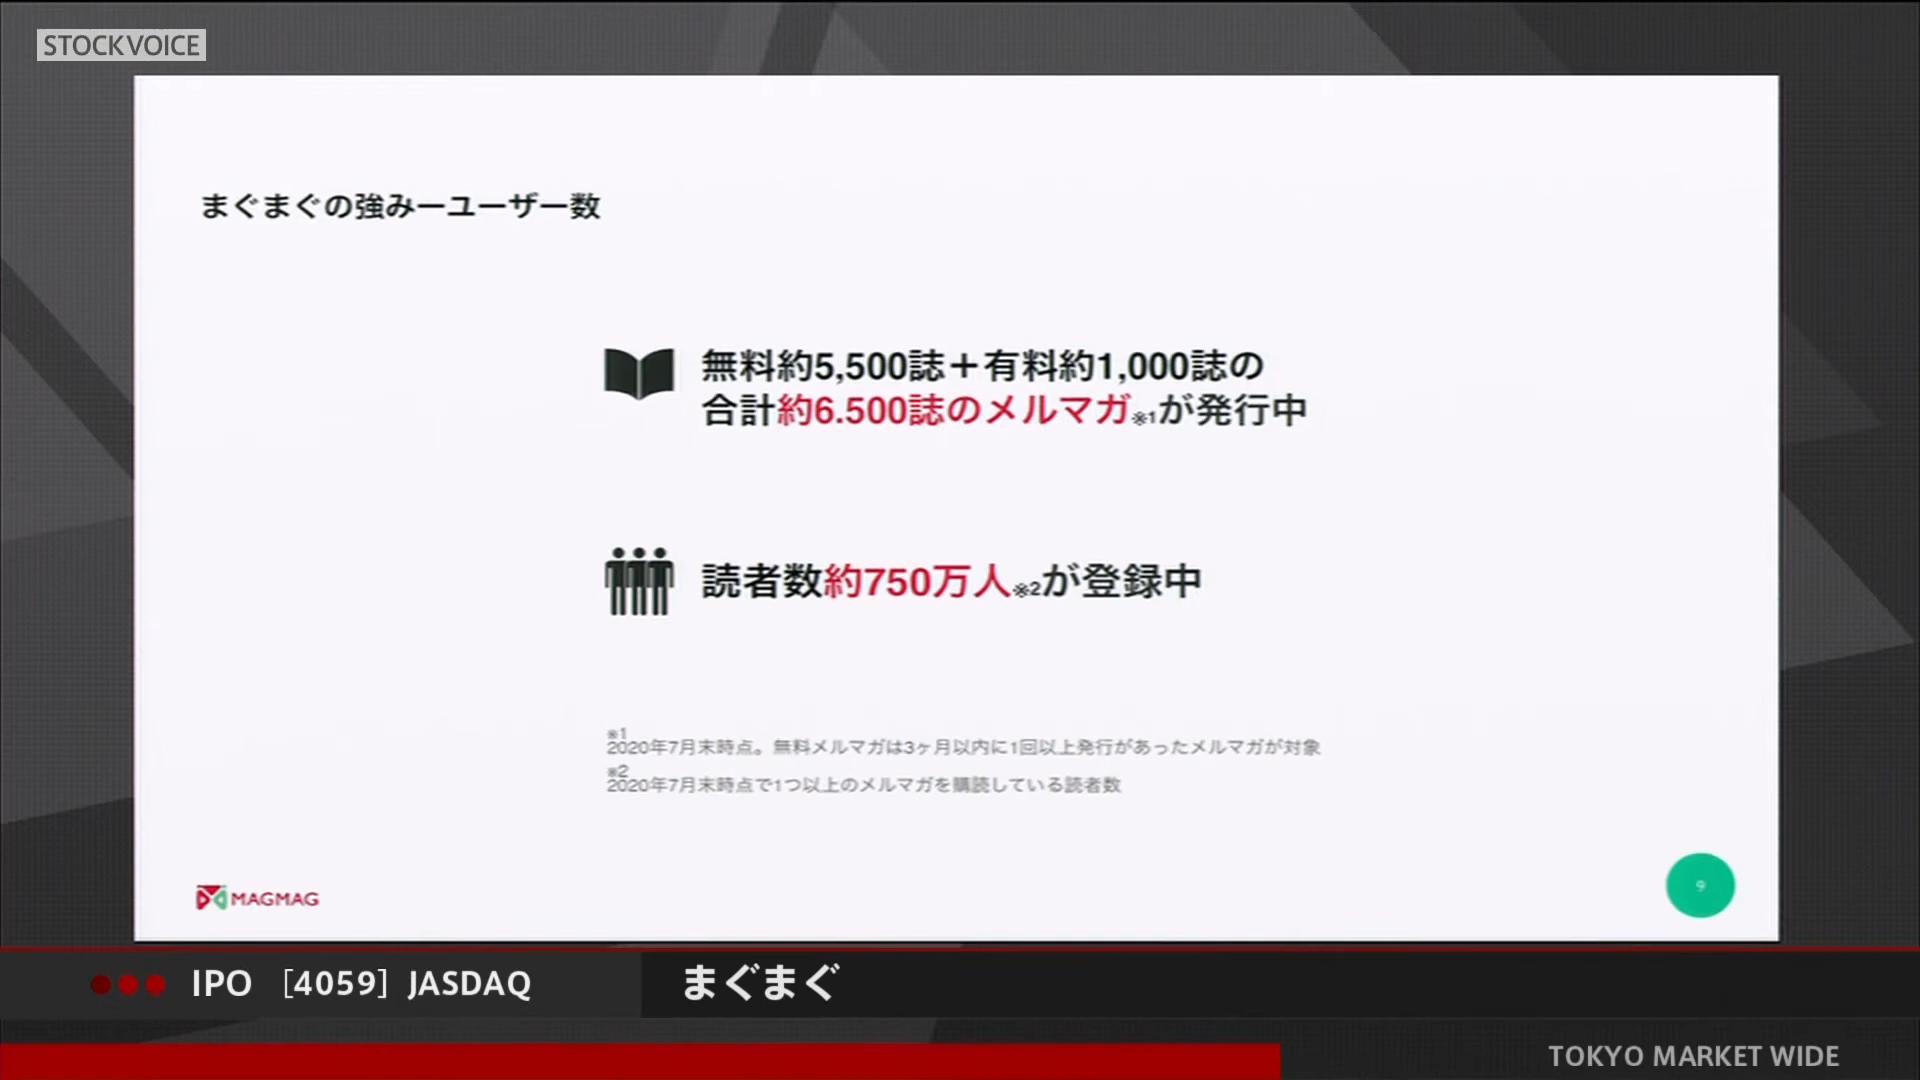 STOCKVOICE
まぐまぐの強みーユーザー数
無料約5,500誌＋有料約1,000誌の
合計約6.500誌のメルマガ※1が発行中
読者数約750万人※2が登録中
※1
2020年7月末時点。無料メルマガは3ヶ月以内に1回以上発行があったメルマガが対象
※2
2020年7月末時点で1つ以上のメルマガを購読している読者数
MAGMAG
9
IPO [4059] JASDAQ
まぐまぐ
TOKYO MARKET WIDE